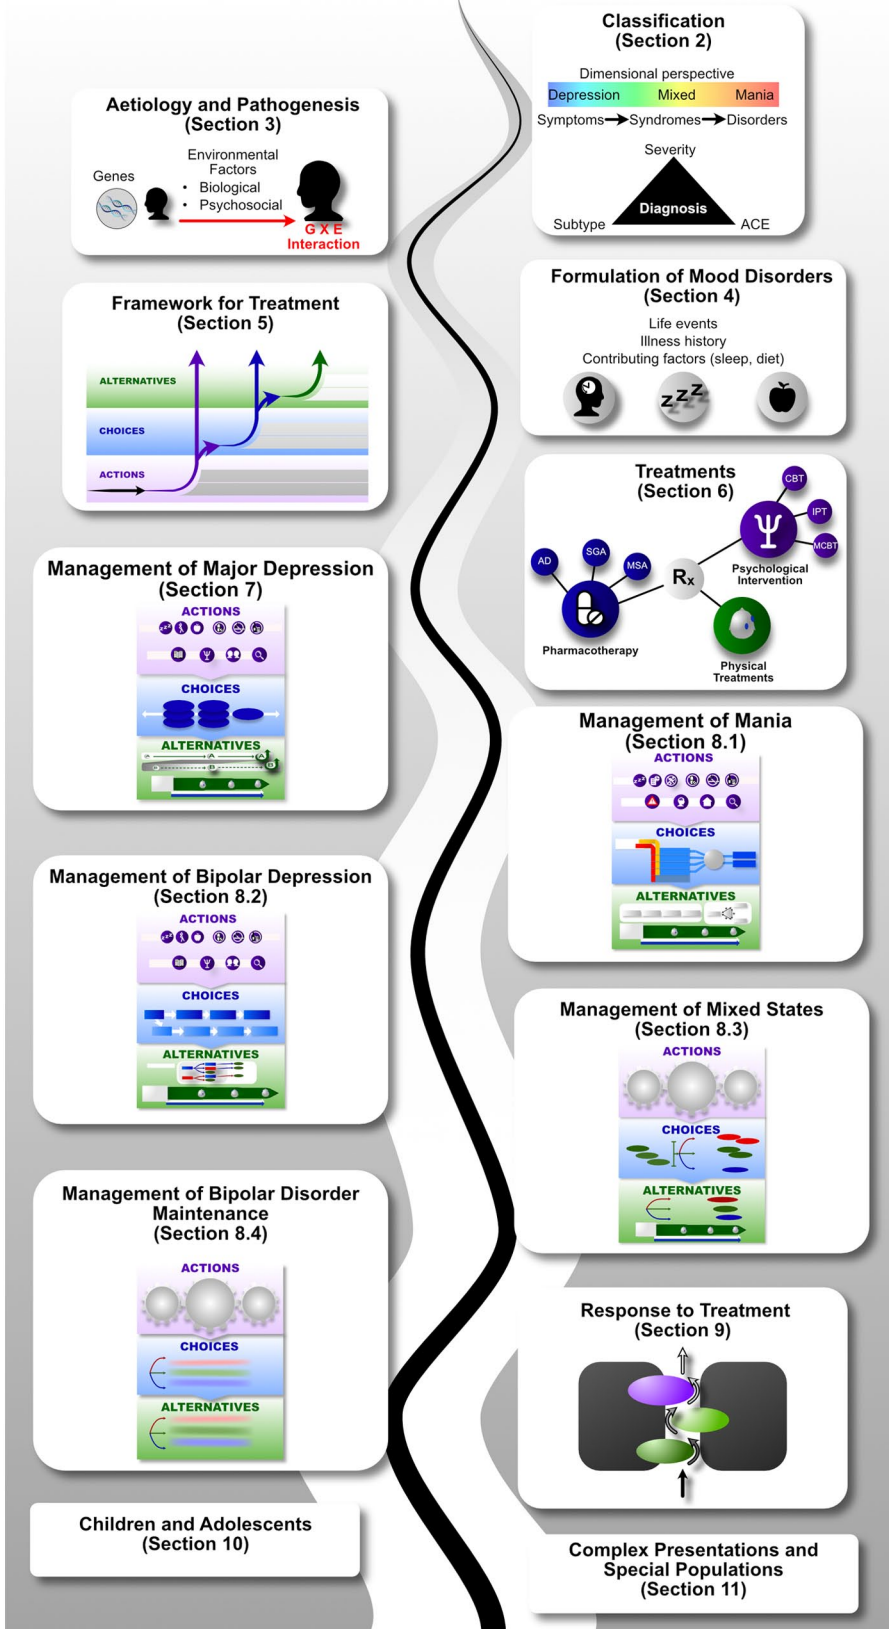 Classification
(Section 2)
Dimensional perspective
Depression Mixed Mania
Symptoms Syndromes Disorders
Severity
Diagnosis
Subtype ACE
Aetiology and Pathogenesis
(Section 3)
Environmental
Factors
Genes
• Biological
• Psychosocial
G X E
Interaction
Formulation of Mood Disorders
(Section 4)
Life events
Illness history
Contributing factors (sleep, diet)
z z z
Framework for Treatment
(Section 5)
ALTERNATIVES
CHOICES
ACTIONS
Treatments
(Section 6)
CBT
IPT
MCBT
Ψ
Psychological
Intervention
AD
SGA
MSA
Rx
Pharmacotherapy
Physical
Treatments
Management of Major Depression
(Section 7)
ACTIONS
CHOICES
ALTERNATIVES
Management of Mania
(Section 8.1)
ACTIONS
CHOICES
ALTERNATIVES
Management of Bipolar Depression
(Section 8.2)
ACTIONS
CHOICES
ALTERNATIVES
Management of Mixed States
(Section 8.3)
ACTIONS
CHOICES
ALTERNATIVES
Management of Bipolar Disorder
Maintenance
(Section 8.4)
ACTIONS
CHOICES
ALTERNATIVES
Response to Treatment
(Section 9)
Children and Adolescents
(Section 10)
Complex Presentations and
Special Populations
(Section 11)